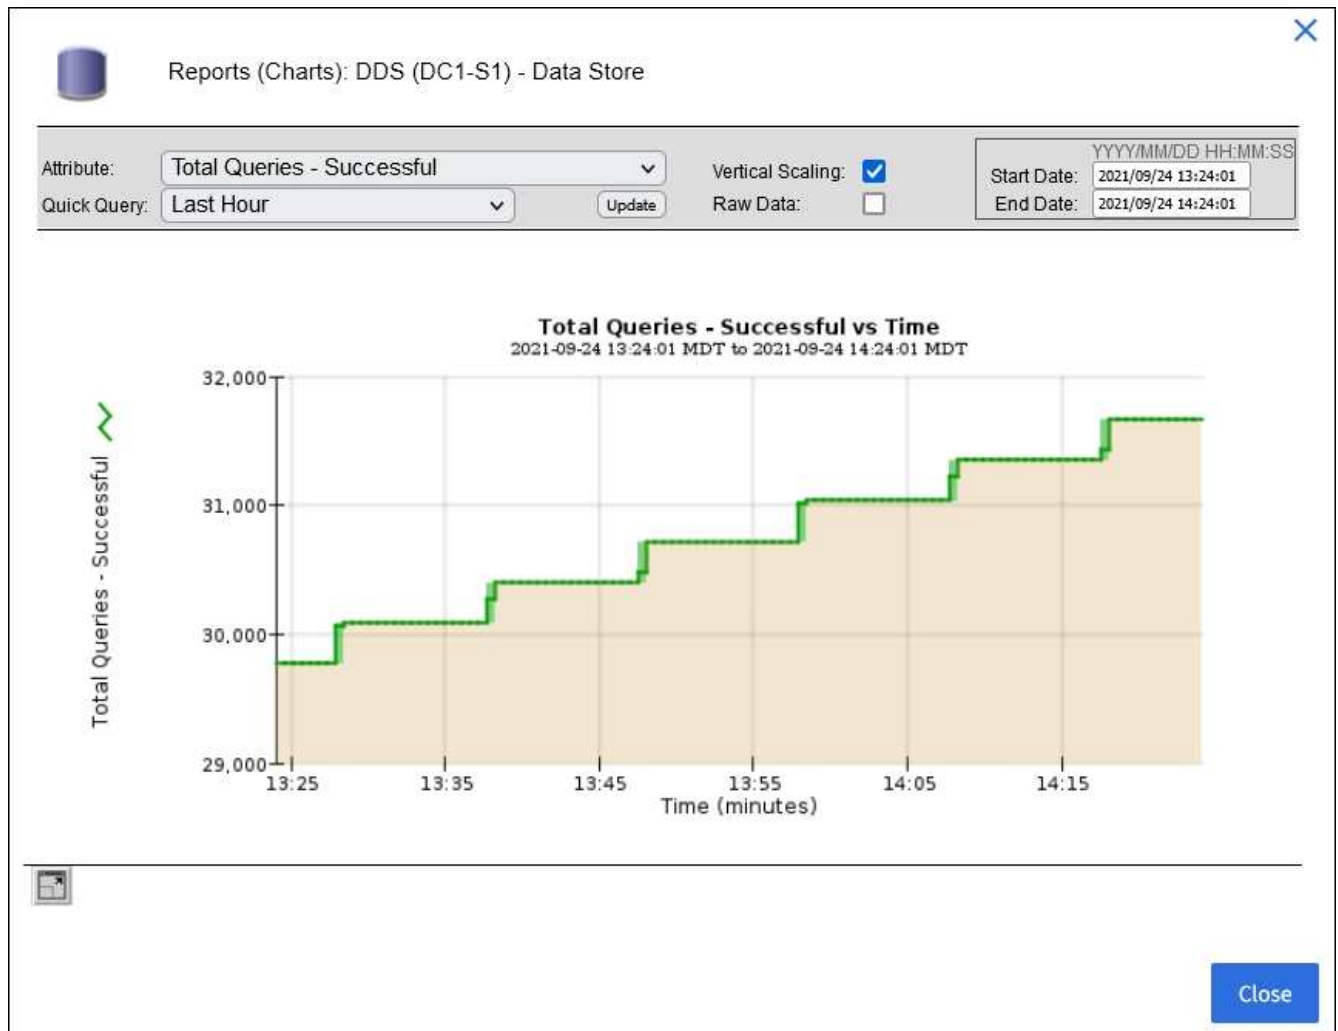 Reports (Charts): DDS (DC1-S1) - Data Store
YYYY/MM/DD HH:MM:SS
Attribute: Total Queries - Successful Vertical Scaling: Start Date: 2021/09/24 13:24:01
Quick Query: Last Hour Update Raw Data: End Date: 2021/09/24 14:24:01
Total Queries - Successful vs Time
2021-09-24 13:24:01 MDT to 2021-09-24 14:24:01 MDT
Total Queries - Successful
32,000
31,000
30,000
29,000
13:25 13:35 13:45 13:55 14:05 14:15
Time (minutes)
Close